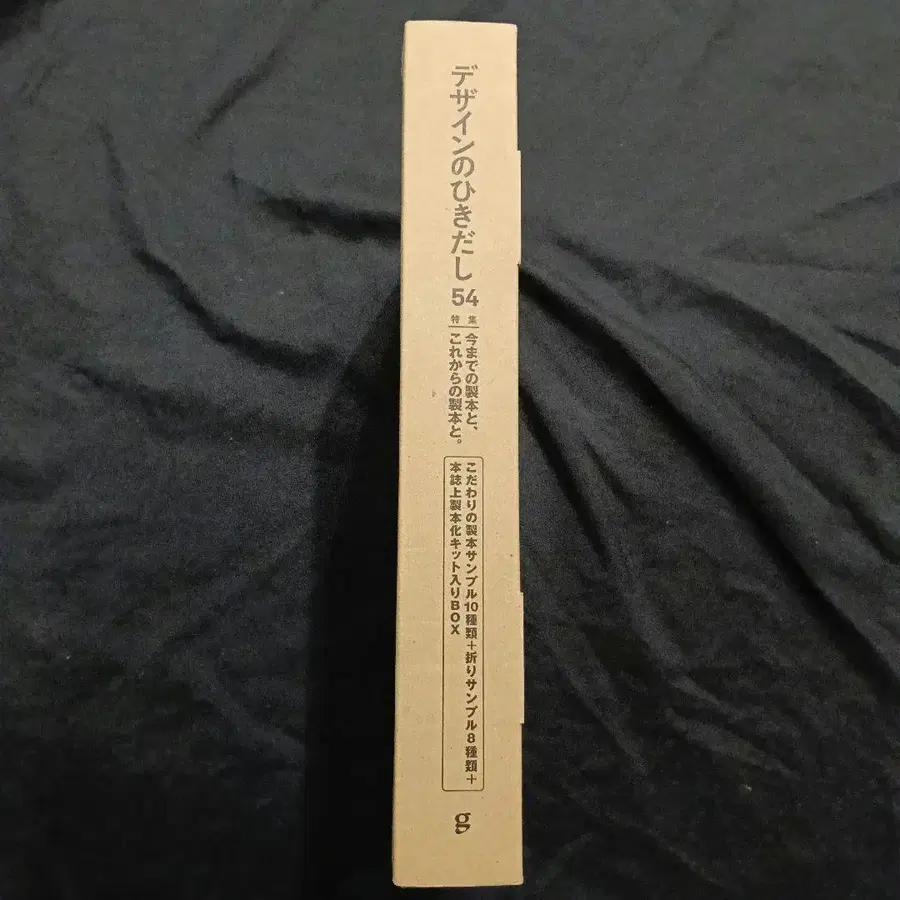 デザインのひきだし
54
特集
今までの製本と、
これからの製本と。
こだわりの製本サンプル10種類＋折りサンプル8種類＋
本誌上製本化キット入りBOX
g